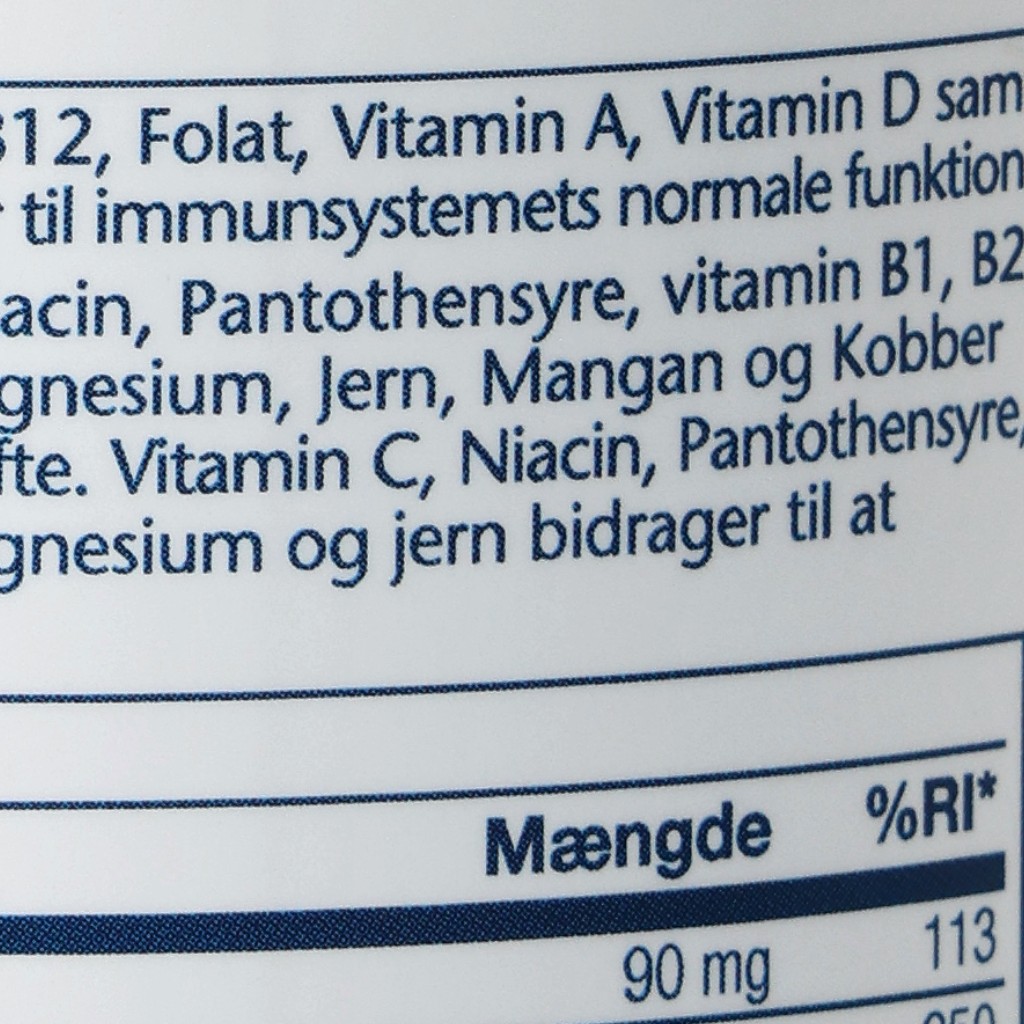 B12, Folat, Vitamin A, Vitamin D sam
til immunsystemets normale funktion
acin, Pantothensyre, vitamin B1, B2
gnesium, Jern, Mangan og Kobber
fte. Vitamin C, Niacin, Pantothensyre,
gnesium og jern bidrager til at
Mængde %RI*
90 mg 113